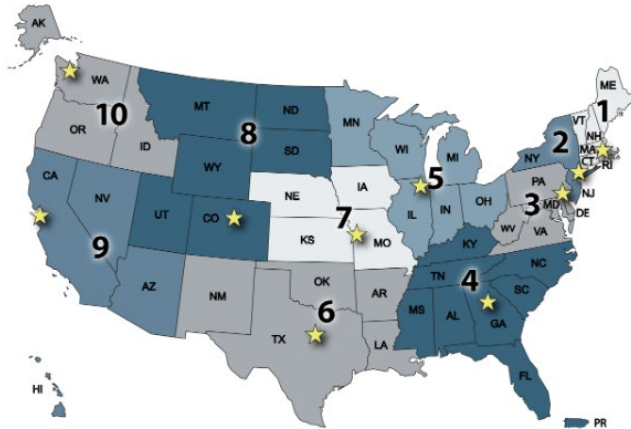 AK
WA
MT
ND
MN
ME
VT
NH
1
10
OR
ID
8
SD
WI
MI
NY
2
MA
CT
RI
WY
5
IA
NE
PA
NJ
CA
NV
UT
CO
IL
IN
OH
3
MD
DE
7
WV
VA
KS
MO
KY
9
NC
TN
AZ
NM
OK
AR
4
SC
6
MS
AL
GA
TX
LA
HI
FL
PR